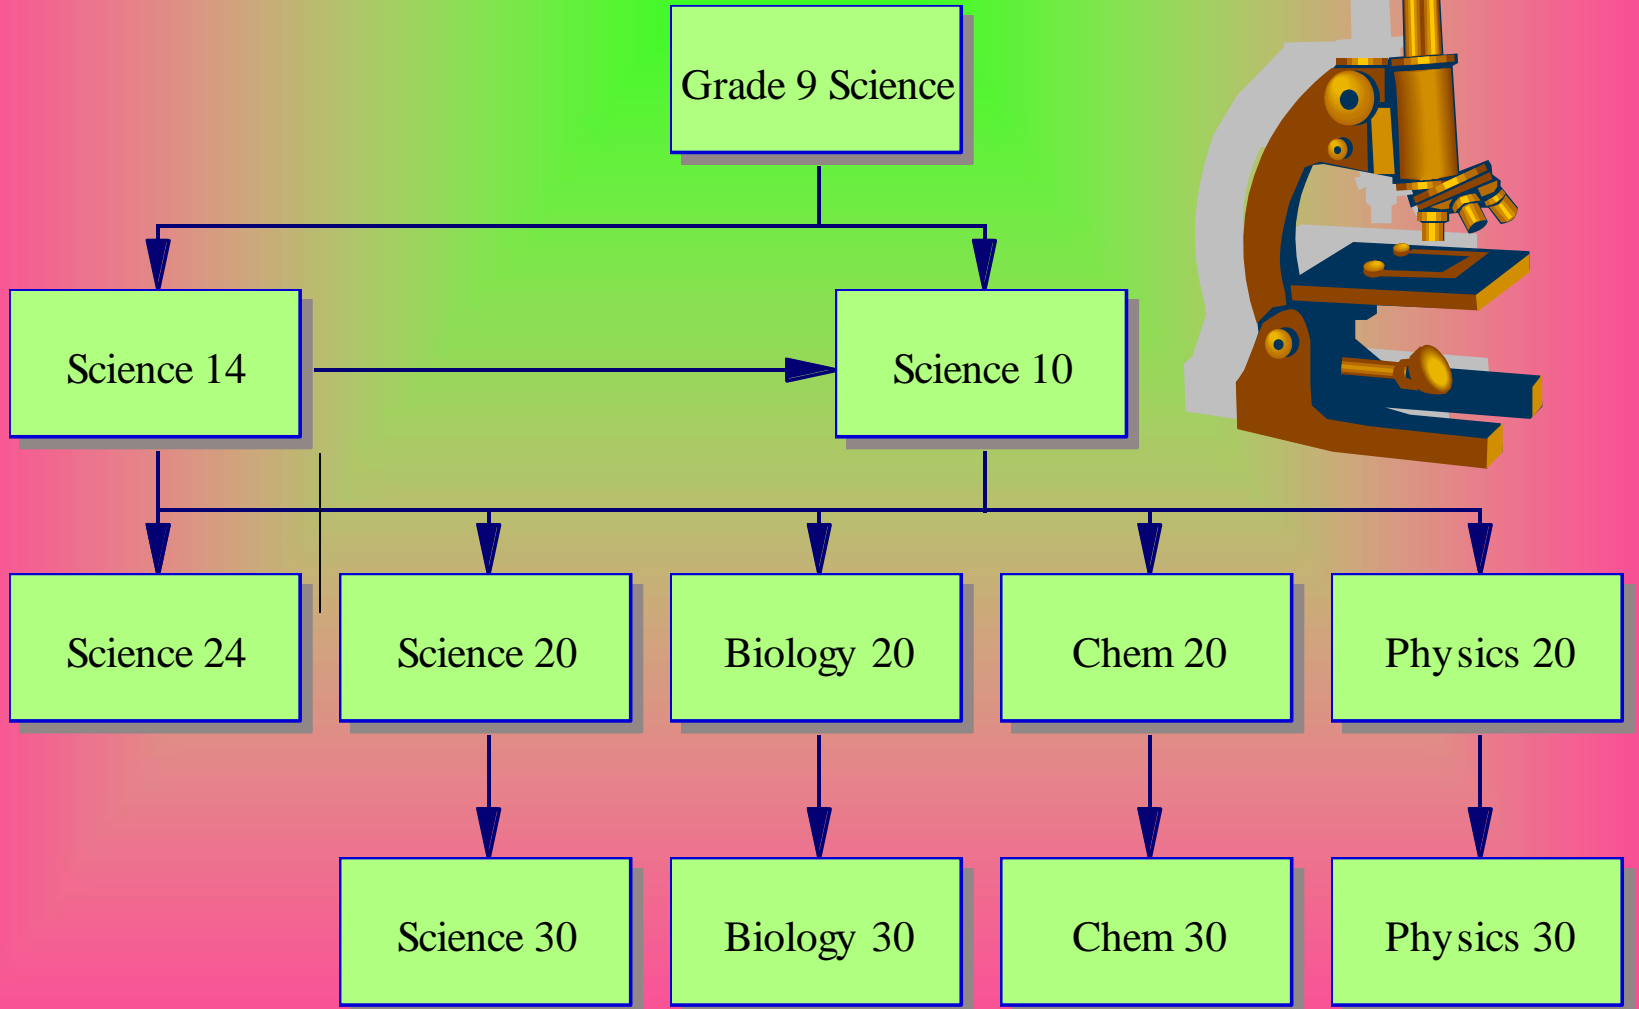 Grade 9 Science
Science 14
Science 10
Science 24
Science 20
Biology 20
Chem 20
Physics 20
Science 30
Biology 30
Chem 30
Physics 30